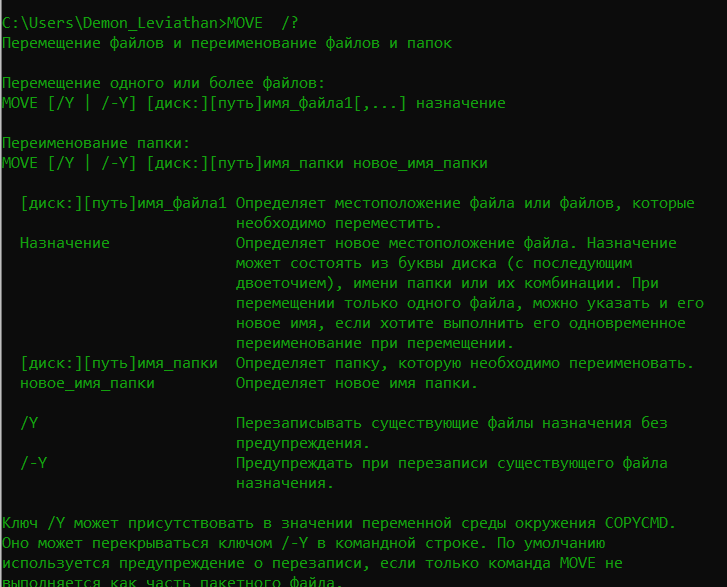 C:\Users\Demon_Leviathan>MOVE  /?
Перемещение файлов и переименование файлов и папок
Перемещение одного или более файлов:
MOVE [/Y | /-Y] [диск:][путь]имя_файла1[,...] назначение
Переименование папки:
MOVE [/Y | /-Y] [диск:][путь]имя_папки новое_имя_папки
[диск:][путь]имя_файла1 Определяет местоположение файла или файлов, которые
необходимо переместить.
Назначение Определяет новое местоположение файла. Назначение
может состоять из буквы диска (с последующим
двоеточием), имени папки или их комбинации. При
перемещении только одного файла, можно указать и его
новое имя, если хотите выполнить его одновременное
переименование при перемещении.
[диск:][путь]имя_папки Определяет папку, которую необходимо переименовать.
новое_имя_папки Определяет новое имя папки.
/Y Перезаписывать существующие файлы назначения без
предупреждения.
/-Y Предупреждать при перезаписи существующего файла
назначения.
Ключ /Y может присутствовать в значении переменной среды окружения COPYCMD.
Оно может перекрываться ключом /-Y в командной строке. По умолчанию
используется предупреждение о перезаписи, если только команда MOVE не
выполняется как часть пакетного файла.